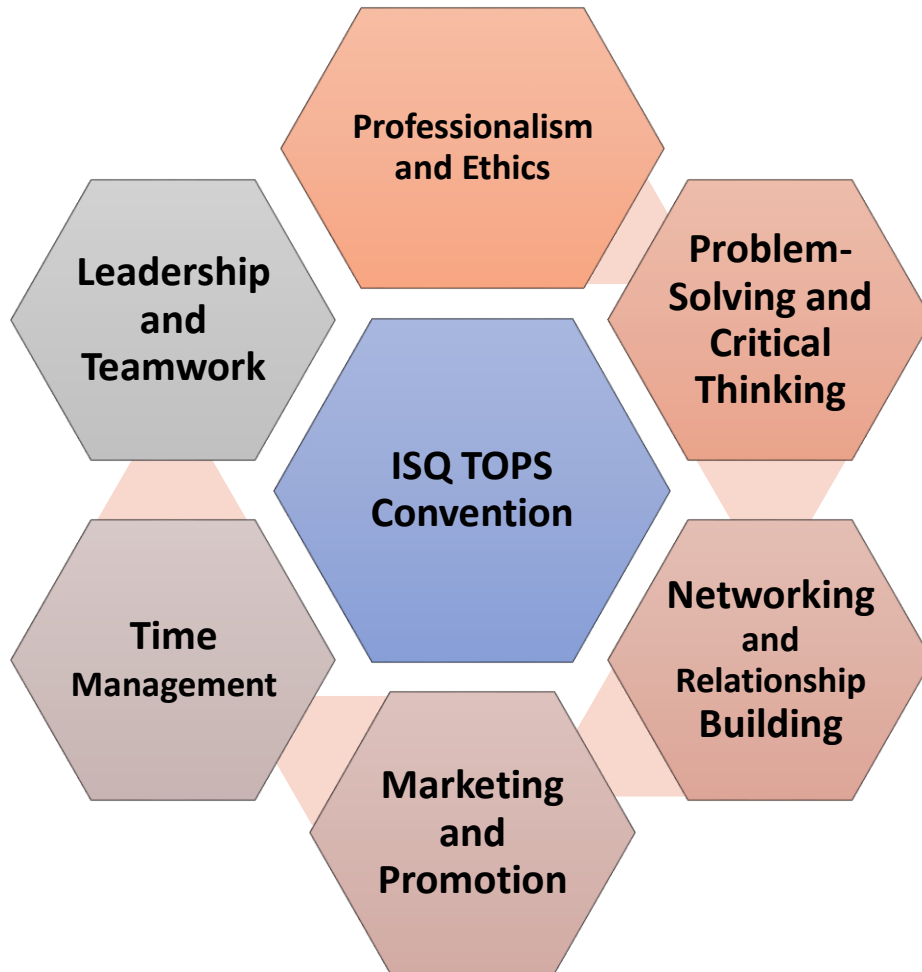 Professionalism
and Ethics
Problem-
Solving and
Critical
Thinking
Leadership
and
Teamwork
ISQ TOPS
Convention
Networking
and
Relationship
Building
Time
Management
Marketing
and
Promotion